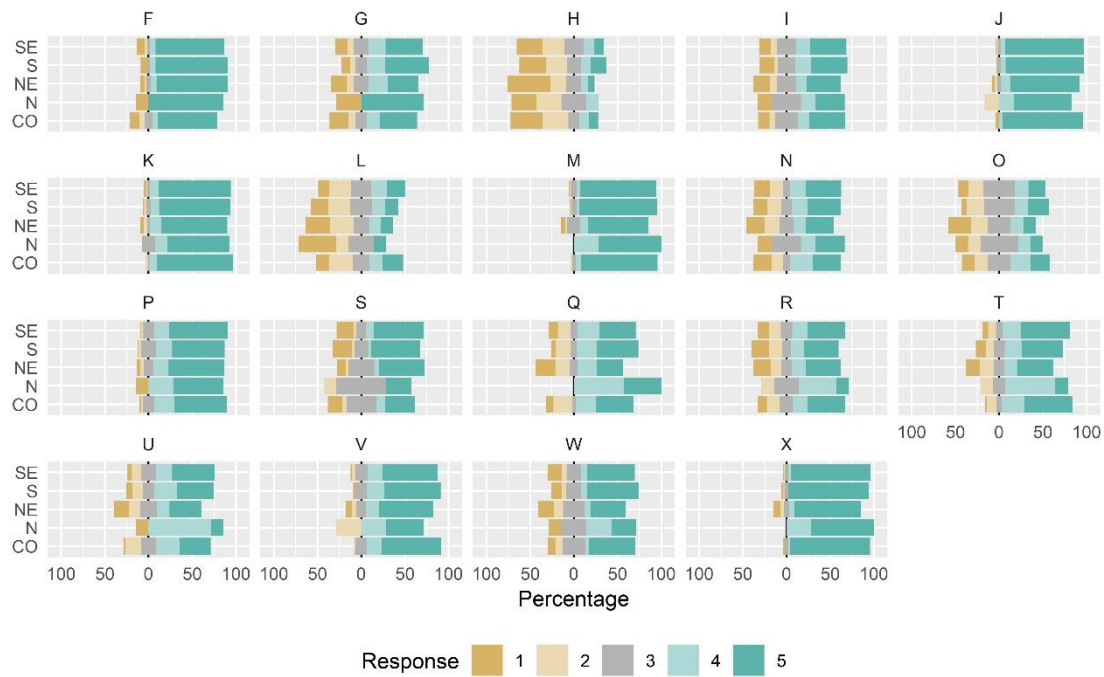 F G H I J
SE
S
NE
N
CO
K L M N O
SE
S
NE
N
CO
P S Q R T
SE
S
NE
N
CO
100 50 0 50 100
U V W X
SE
S
NE
N
CO
100 50 0 50 100 100 50 0 50 100 100 50 0 50 100 100 50 0 50 100
Percentage
Response 1 2 3 4 5